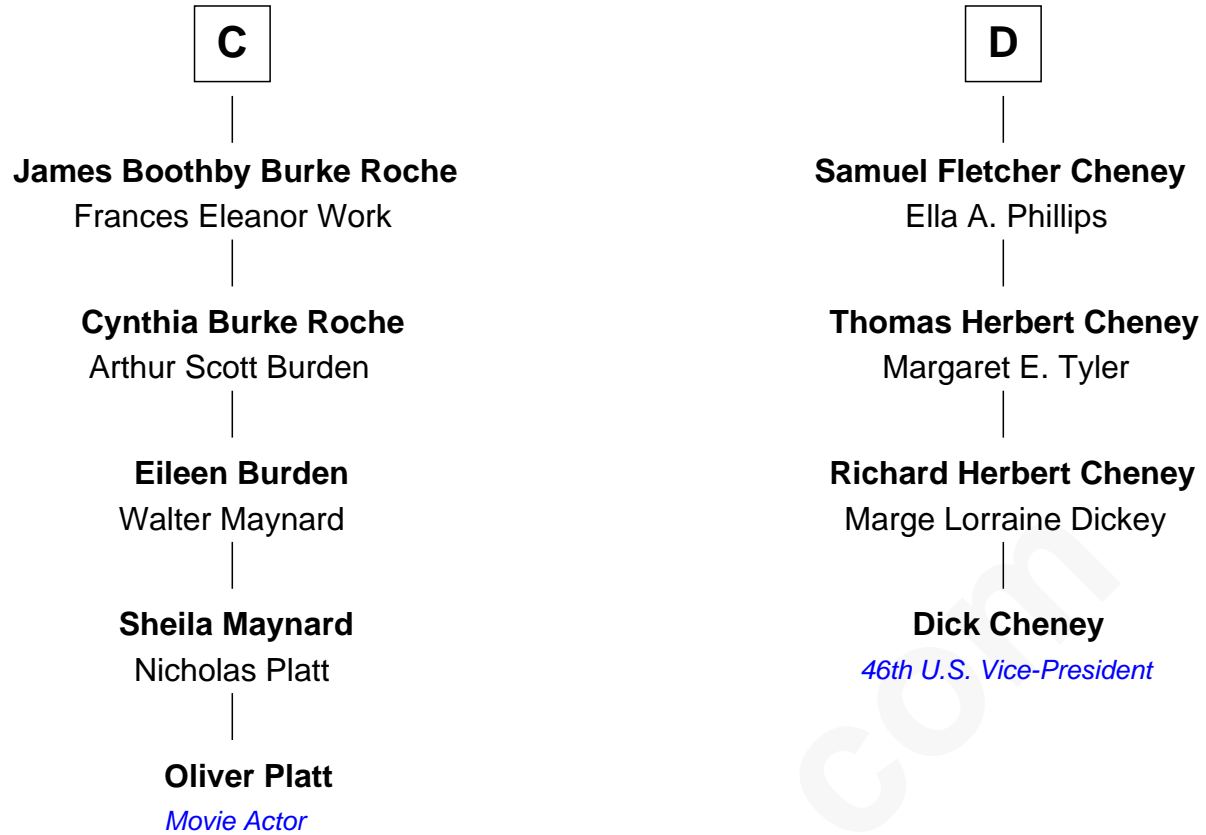 C
James Boothby Burke Roche
Frances Eleanor Work
Cynthia Burke Roche
Arthur Scott Burden
Eileen Burden
Walter Maynard
Sheila Maynard
Nicholas Platt
Oliver Platt
Movie Actor
D
Samuel Fletcher Cheney
Ella A. Phillips
Thomas Herbert Cheney
Margaret E. Tyler
Richard Herbert Cheney
Marge Lorraine Dickey
Dick Cheney
46th U.S. Vice-President
com